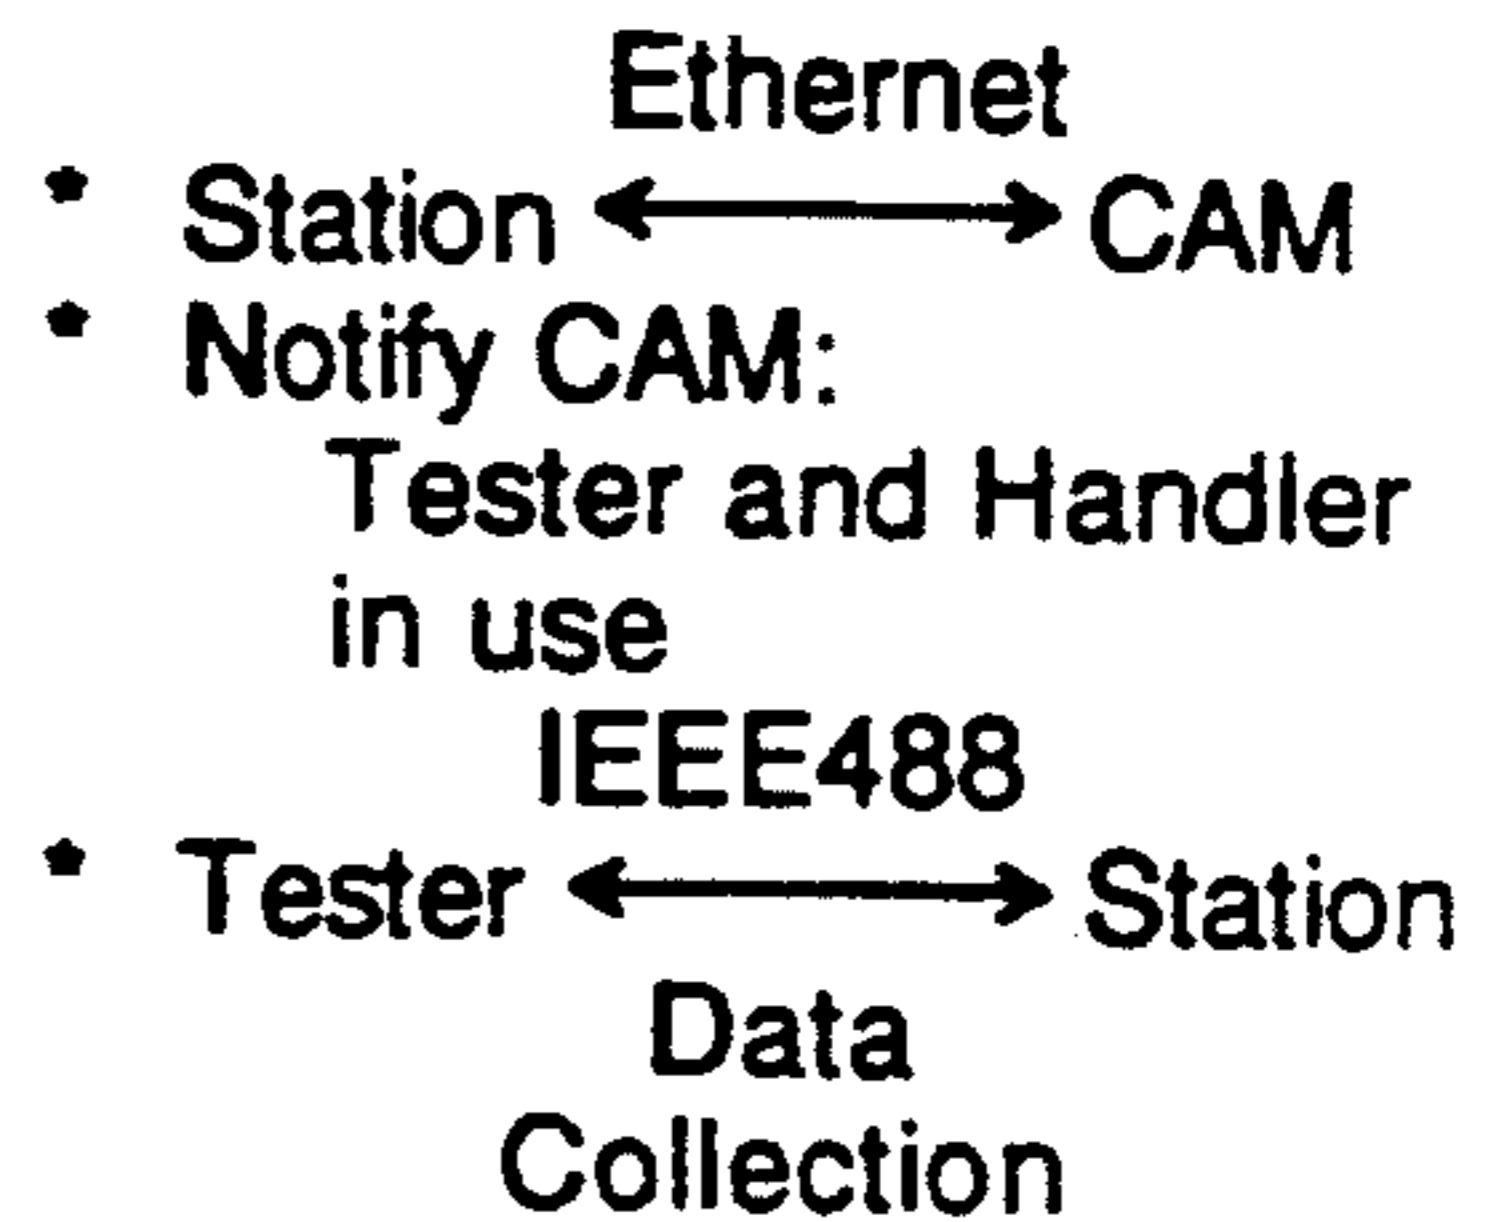 Ethernet
* Station ⟷ CAM
* Notify CAM:
Tester and Handler
in use
IEEE488
* Tester ⟷ Station
Data
Collection